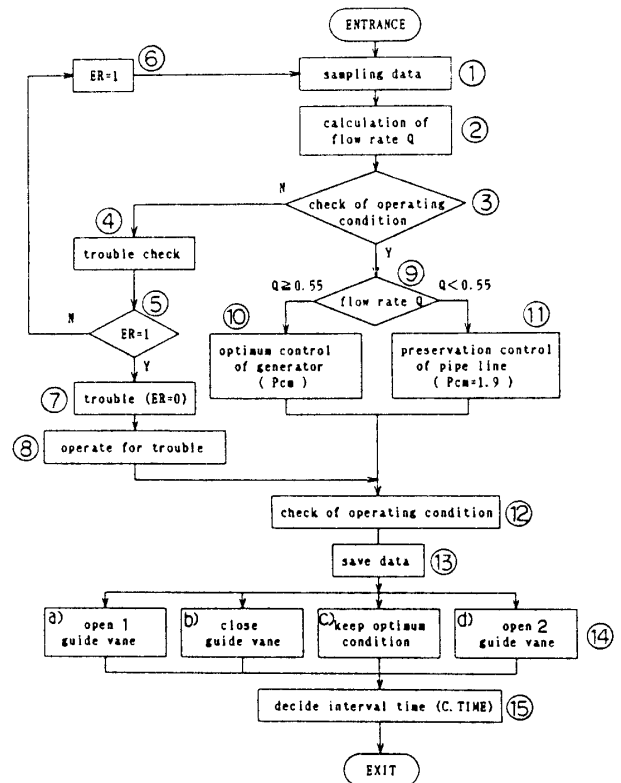 ENTRANCE
ER=1
⑥
sampling data
①
calculation of
flow rate Q
②
N
check of operating
condition
③
④
trouble check
Y
⑨
Q≧0.55
flow rate Q
Q<0.55
⑤
N
ER=1
⑩
optimum control
of generator
( Pcm )
⑪
preservation control
of pipe line
( Pcm=1.9 )
Y
⑦
trouble (ER=0)
⑧
operate for trouble
check of operating condition
⑫
save data
⑬
a)
open 1
guide vane
b)
close
guide vane
c)
keep optimum
condition
d)
open 2
guide vane
⑭
decide interval time (C.TIME)
⑮
EXIT